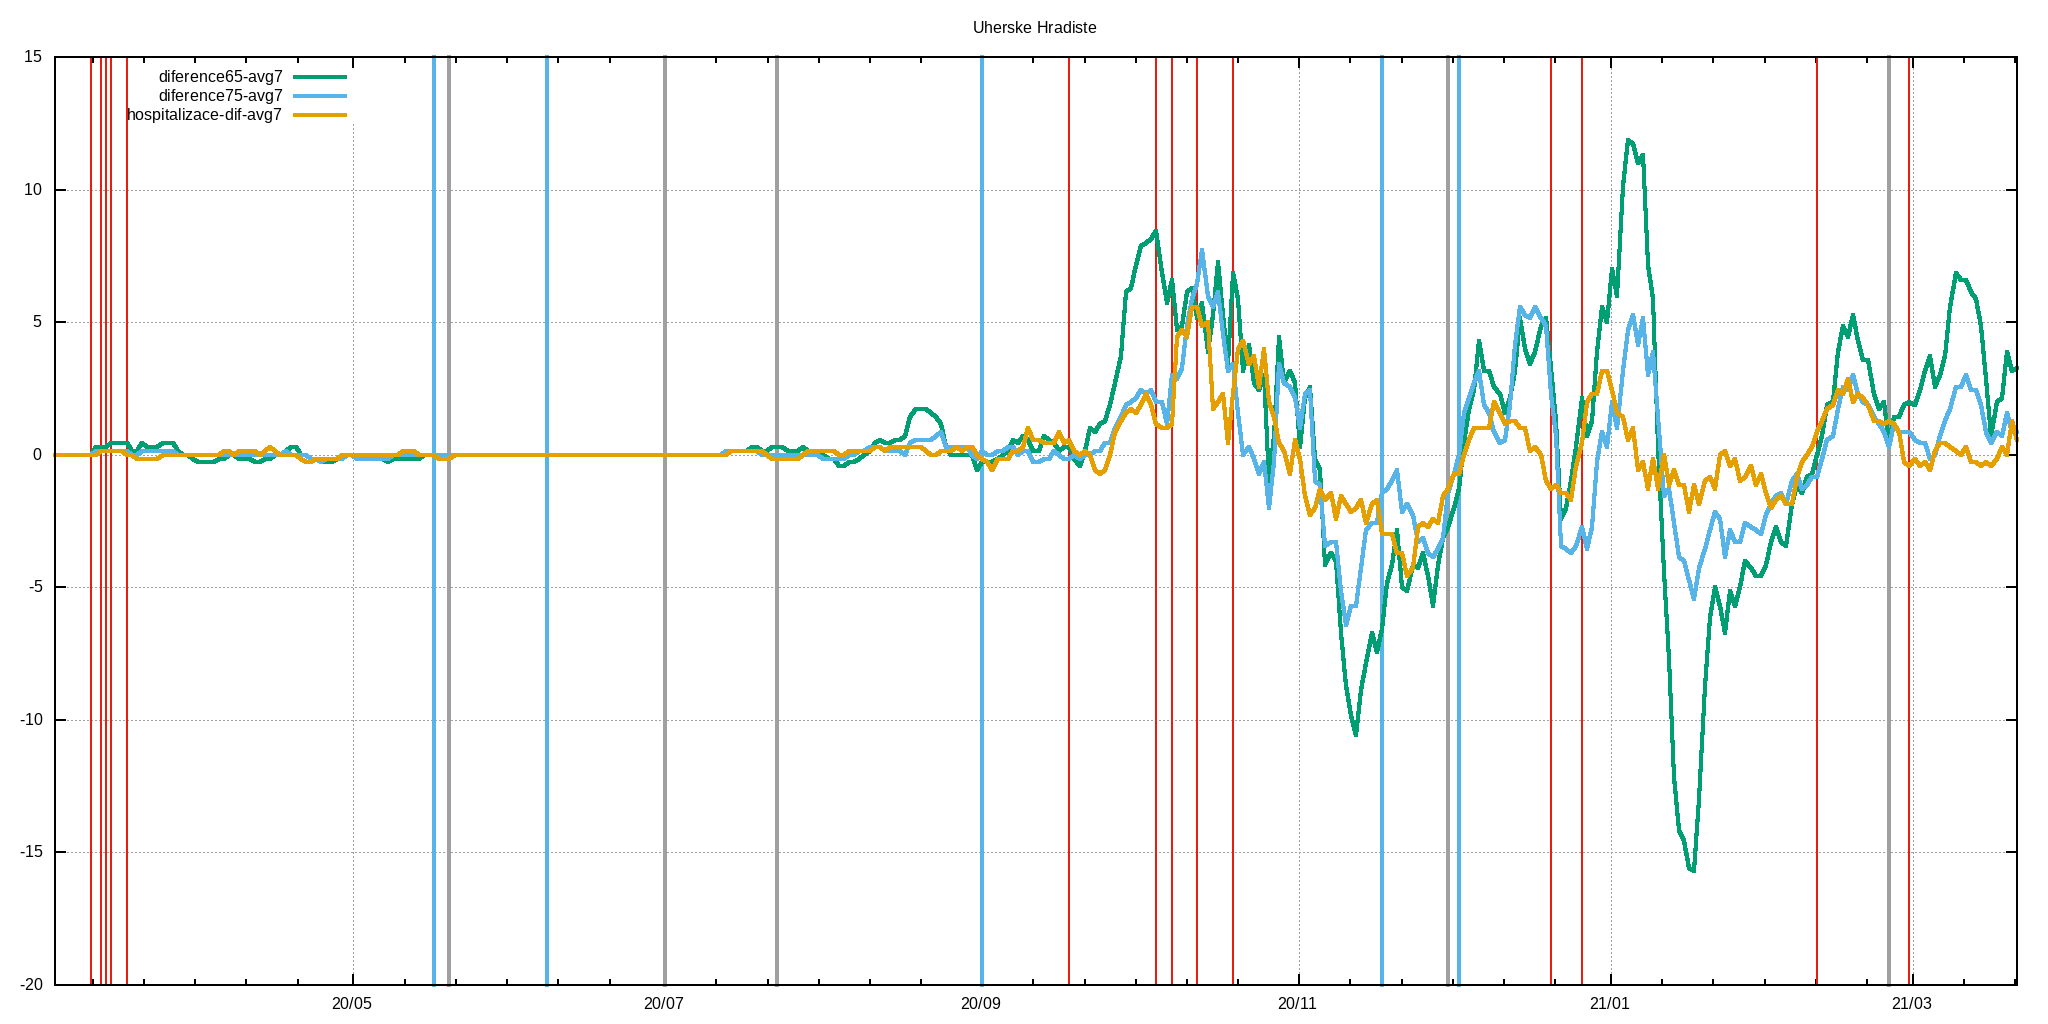 Uherske Hradiste
15
diference65-avg7
diference75-avg7
hospitalizace-dif-avg7
10
5
0
-5
-10
-15
-20
20/05 20/07 20/09 20/11 21/01 21/03